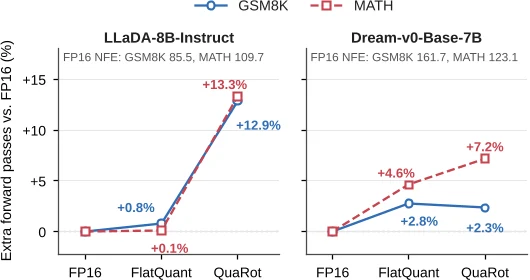 GSM8K MATH
LLaDA-8B-Instruct
FP16 NFE: GSM8K 85.5, MATH 109.7
Extra forward passes vs. FP16 (%)
+15
+10
+5
0
+13.3%
+12.9%
+0.8%
+0.1%
FP16 FlatQuant QuaRot
Dream-v0-Base-7B
FP16 NFE: GSM8K 161.7, MATH 123.1
+7.2%
+4.6%
+2.8%
+2.3%
FP16 FlatQuant QuaRot